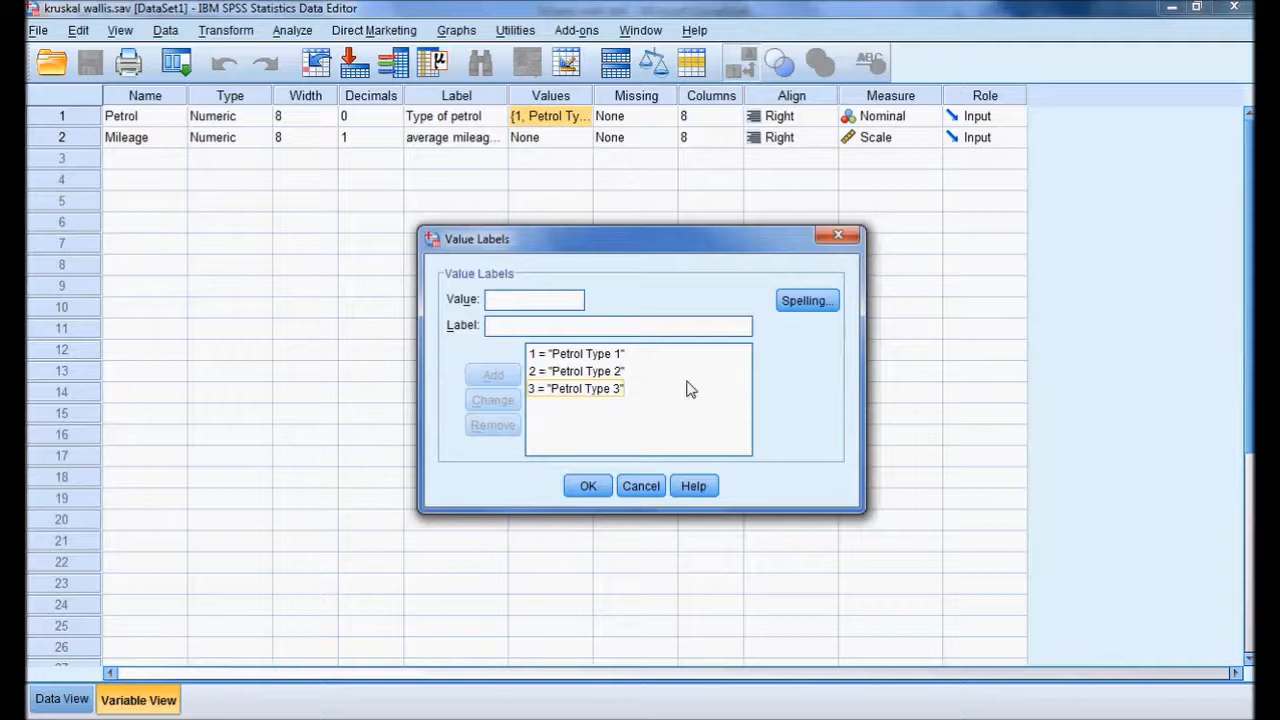 kruskal wallis.sav [DataSet1] - IBM SPSS Statistics Data Editor
File Edit View Data Transform Analyze Direct Marketing Graphs Utilities Add-ons Window Help
Name Type Width Decimals Label Values Missing Columns Align Measure Role
1 Petrol Numeric 8 0 Type of petrol {1, Petrol Ty... None 8 Right Nominal Input
2 Mileage Numeric 8 1 average mileag... None None 8 Right Scale Input
3
4
5
6
7
8
9
10
11
12
13
14
15
16
17
18
19
20
21
22
23
24
25
26
27
Value Labels
Value Labels
Value:
Spelling...
Label:
1 = "Petrol Type 1"
2 = "Petrol Type 2"
3 = "Petrol Type 3"
Add
Change
Remove
OK Cancel Help
Data View Variable View